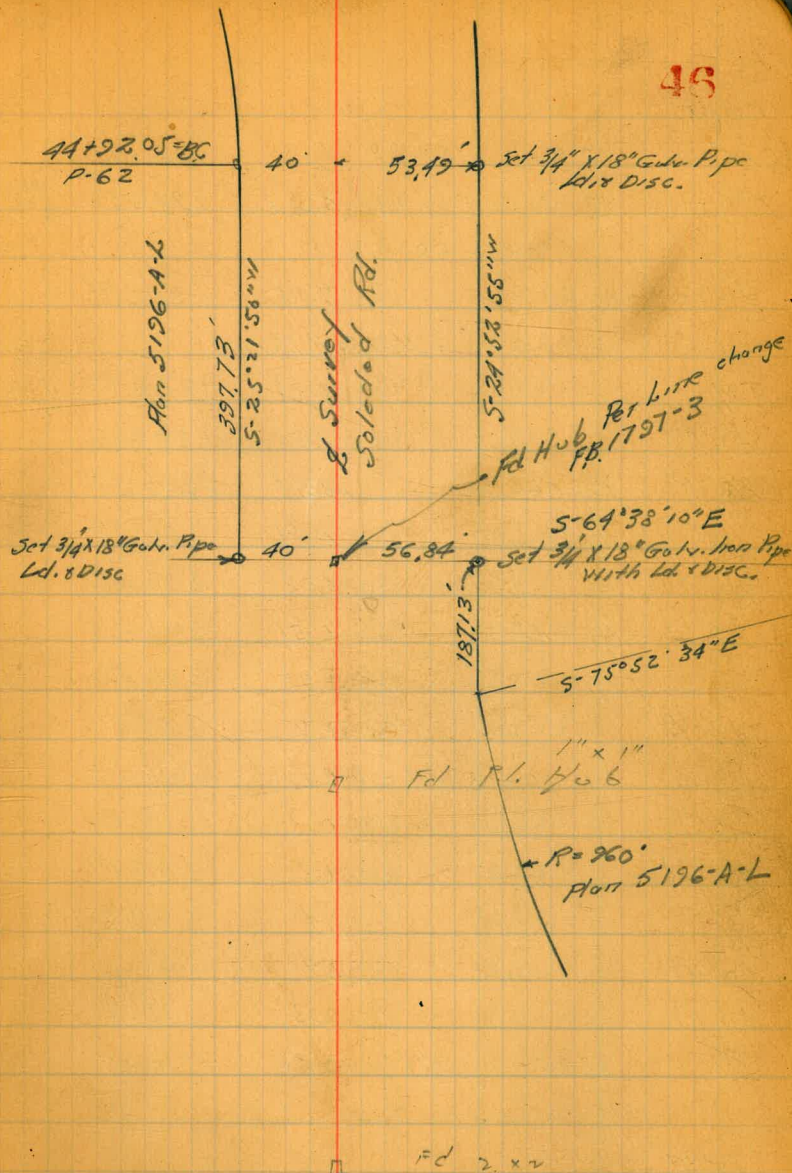 46
44+92.05=BC
P-62
40'
53.49'
Set 3/4" X 18" Galv. Pipe
Ld. & Disc.
Plan 5196-A-L
397.73'
S-25°21'50"W
℄ Survey
Soledad Rd.
S-24°52'55"W
Fd Hub Per Line change
F.B. 1797-3
S-64°38'10"E
Set 3/4 X 18" Galv. Pipe
Ld. & Disc
40'
56.84'
Set 3/4 X 18" Galv. Iron Pipe
With Ld. & Disc.
187.13'
S-75°52'34"E
1" x 1"
Fd P.I. Hub
R=960'
Plan 5196-A-L
Fd 2 x 2